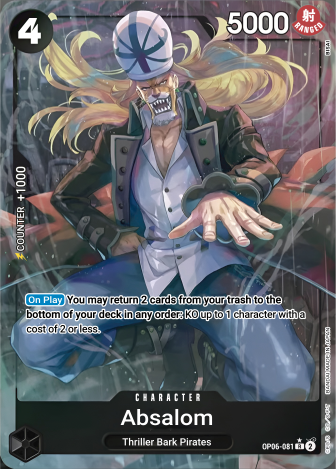 4
5000
射
RANGED
COUNTER +1000
On Play You may return 2 cards from your trash to the
bottom of your deck in any order: KO up to 1 character with a
cost of 2 or less.
CHARACTER
Absalom
Thriller Bark Pirates
OP06-081 R 2